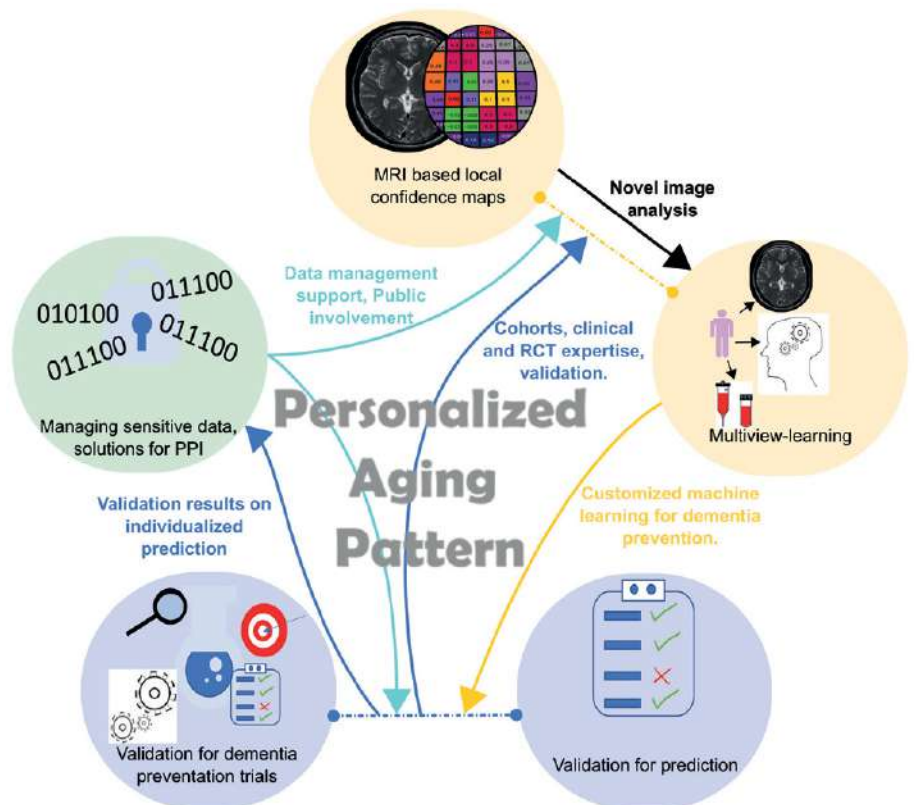 MRI based local
confidence maps
Novel image
analysis
Data management
support, Public
involvement
Cohorts, clinical
and RCT expertise,
validation.
010100
011100
011100
011100
Managing sensitive data,
solutions for PPI
Multiview-learning
Personalized
Aging
Pattern
Validation results on
individualized
prediction
Customized machine
learning for dementia
prevention.
Validation for dementia
preventation trials
Validation for prediction